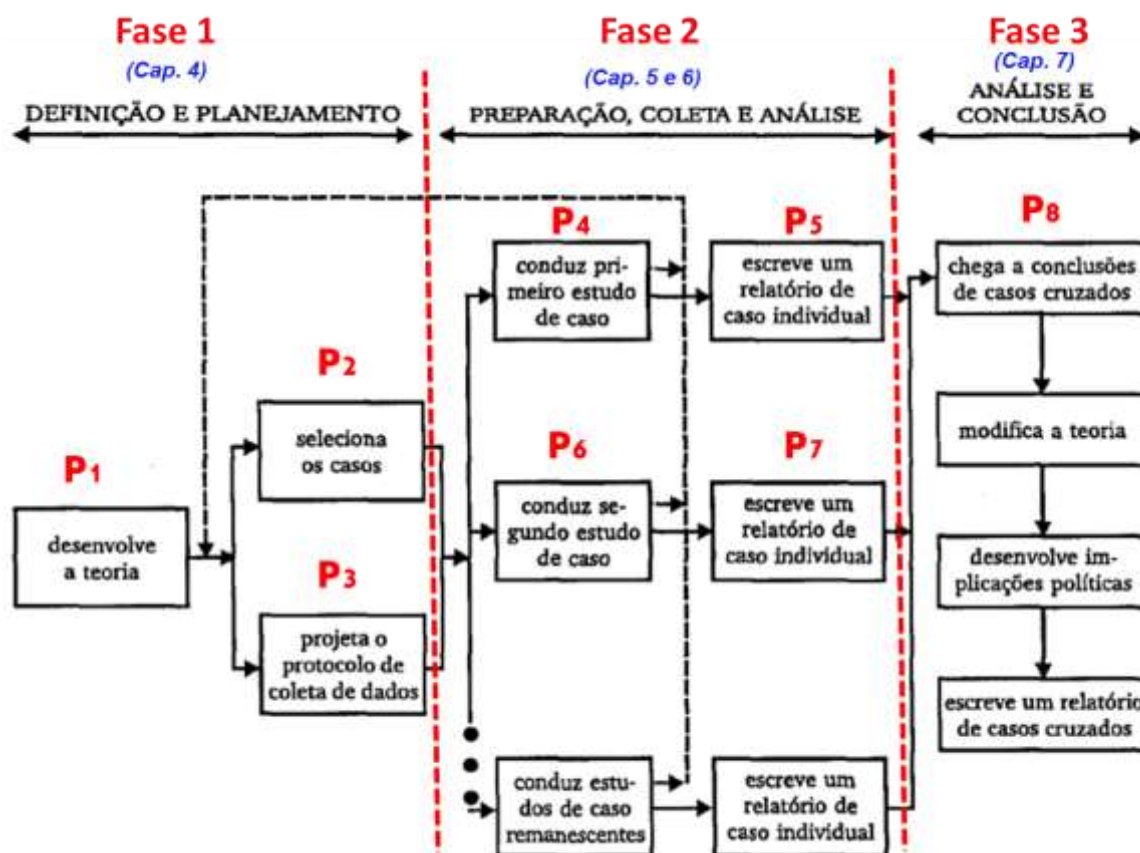 Fase 1
(Cap. 4)
DEFINIÇÃO E PLANEJAMENTO
Fase 2
(Cap. 5 e 6)
PREPARAÇÃO, COLETA E ANÁLISE
Fase 3
(Cap. 7)
ANÁLISE E
CONCLUSÃO
P1
desenvolve
a teoria
P2
seleciona
os casos
P3
projeta o
protocolo de
coleta de dados
P4
conduz pri-
meiro estudo
de caso
P5
escreve um
relatório de
caso individual
P6
conduz se-
gundo estudo
de caso
P7
escreve um
relatório de
caso individual
conduz estu-
dos de caso
remanescentes
escreve um
relatório de
caso individual
P8
chega a conclusões
de casos cruzados
modifica a teoria
desenvolve im-
plicações políticas
escreve um relatório
de casos cruzados